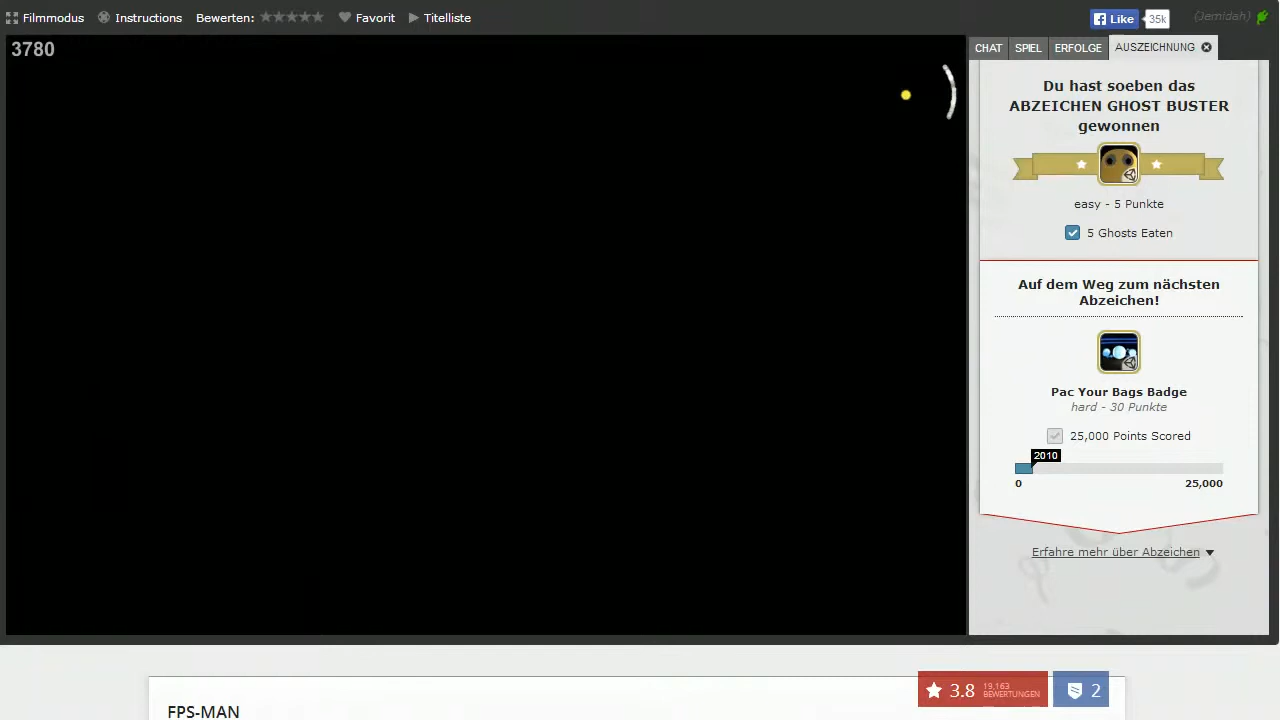 Filmmodus Instructions Bewerten: Favorit Titelliste
Like 35k (Jemidah)
3780
CHAT SPIEL ERFOLGE AUSZEICHNUNG
Du hast soeben das
ABZEICHEN GHOST BUSTER
gewonnen
easy - 5 Punkte
5 Ghosts Eaten
Auf dem Weg zum nächsten
Abzeichen!
Pac Your Bags Badge
hard - 30 Punkte
25,000 Points Scored
2010
0 25,000
Erfahre mehr über Abzeichen
3.8 19,163 BEWERTUNGEN 2
FPS-MAN